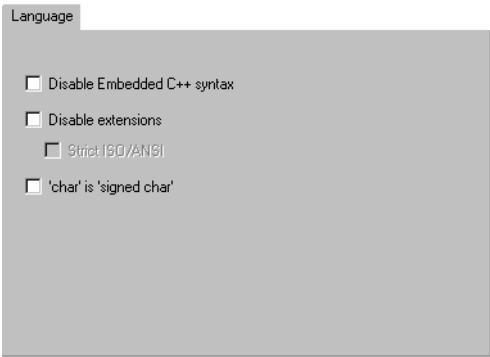 Language
Disable Embedded C++ syntax
Disable extensions
Strict ISO/ANSI
'char' is 'signed char'